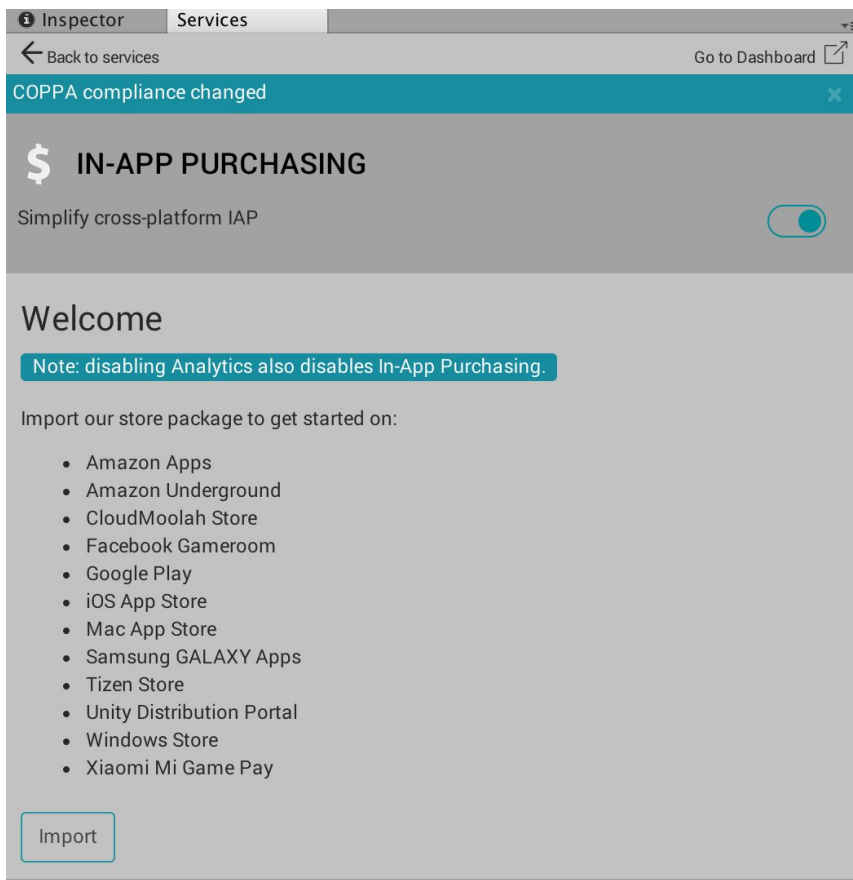 Inspector
Services
Back to services
Go to Dashboard
COPPA compliance changed
$ IN-APP PURCHASING
Simplify cross-platform IAP
Welcome
Note: disabling Analytics also disables In-App Purchasing.
Import our store package to get started on:
• Amazon Apps
• Amazon Underground
• CloudMoolah Store
• Facebook Gameroom
• Google Play
• iOS App Store
• Mac App Store
• Samsung GALAXY Apps
• Tizen Store
• Unity Distribution Portal
• Windows Store
• Xiaomi Mi Game Pay
Import